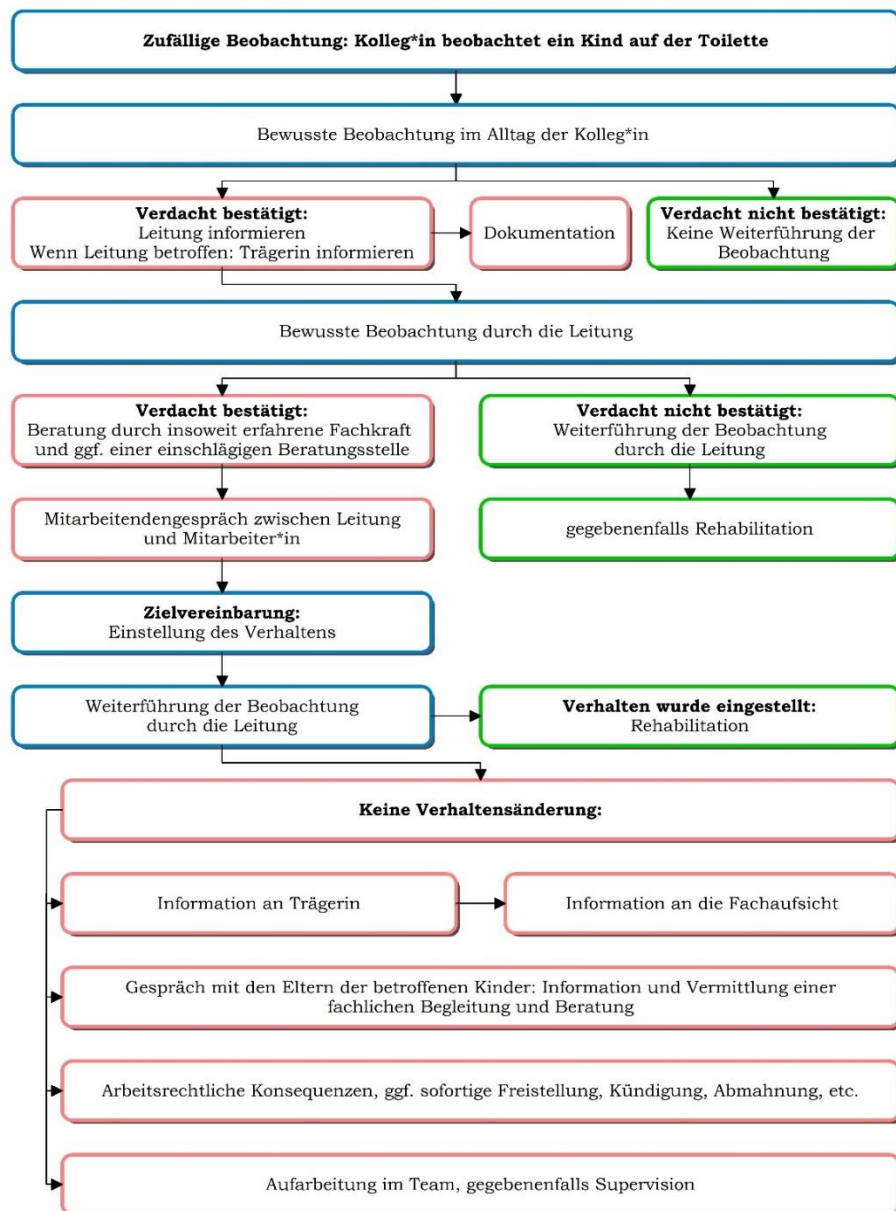 Zufällige Beobachtung: Kolleg*in beobachtet ein Kind auf der Toilette
Bewusste Beobachtung im Alltag der Kolleg*in
Verdacht bestätigt:
Leitung informieren
Wenn Leitung betroffen: Trägerin informieren
Dokumentation
Verdacht nicht bestätigt:
Keine Weiterführung der
Beobachtung
Bewusste Beobachtung durch die Leitung
Verdacht bestätigt:
Beratung durch insoweit erfahrene Fachkraft
und ggf. einer einschlägigen Beratungsstelle
Verdacht nicht bestätigt:
Weiterführung der Beobachtung
durch die Leitung
Mitarbeitendengespräch zwischen Leitung
und Mitarbeiter*in
gegebenenfalls Rehabilitation
Zielvereinbarung:
Einstellung des Verhaltens
Weiterführung der Beobachtung
durch die Leitung
Verhalten wurde eingestellt:
Rehabilitation
Keine Verhaltensänderung:
Information an Trägerin
Information an die Fachaufsicht
Gespräch mit den Eltern der betroffenen Kinder: Information und Vermittlung einer
fachlichen Begleitung und Beratung
Arbeitsrechtliche Konsequenzen, ggf. sofortige Freistellung, Kündigung, Abmahnung, etc.
Aufarbeitung im Team, gegebenenfalls Supervision